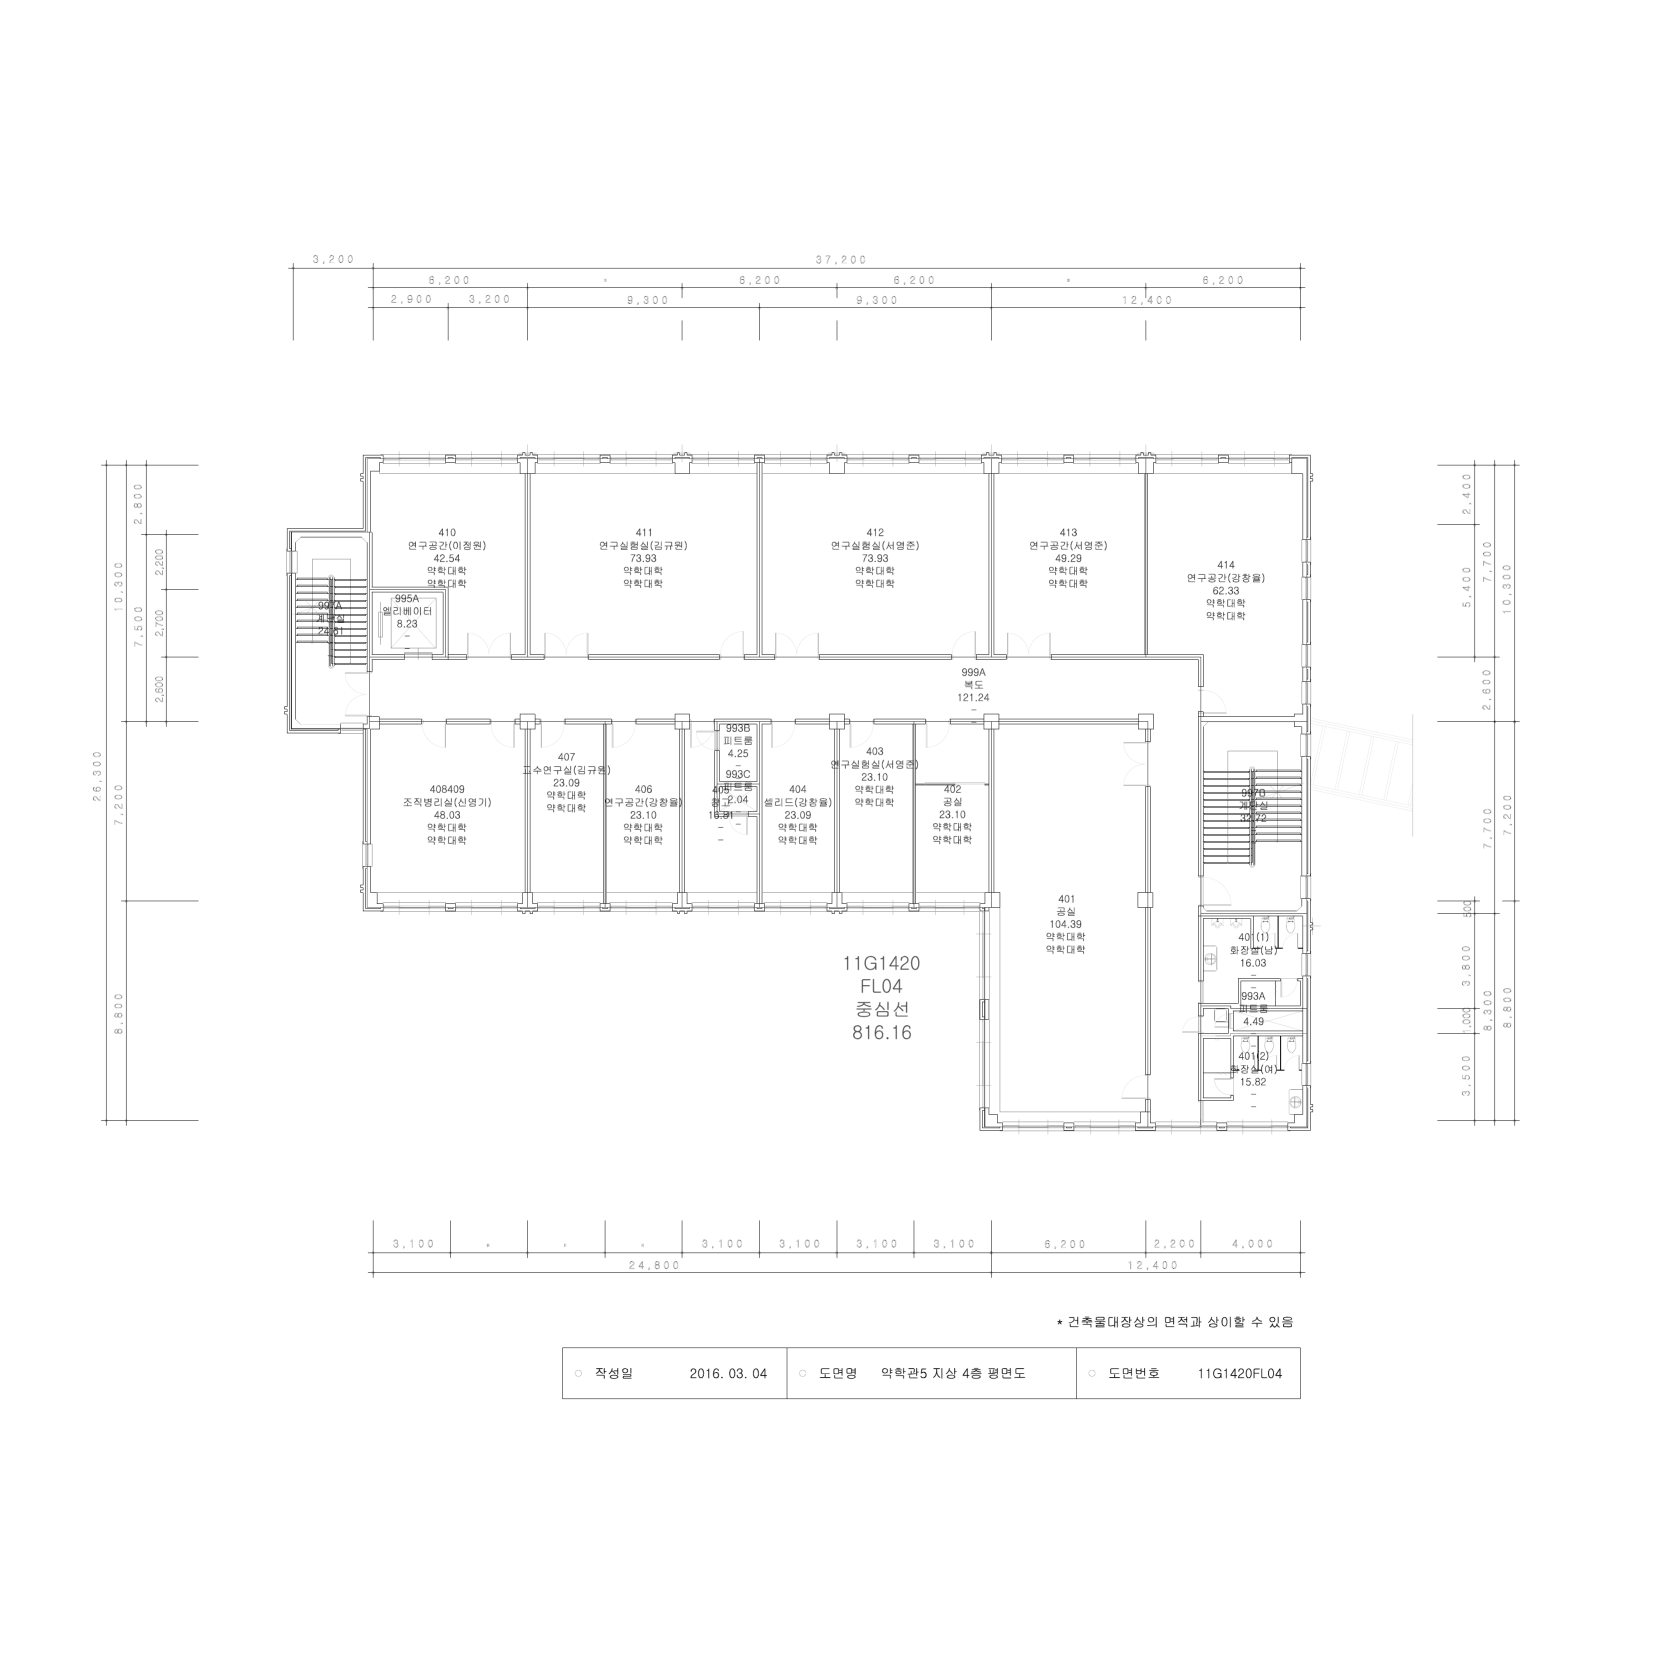 3,200
37,200
6,200
6,200
6,200
6,200
2,900
3,200
9,300
9,300
12,400
26,300
10,300
7,200
8,800
2,800
7,500
2,200
2,700
2,600
2,400
5,400
7,700
10,300
2,600
7,700
7,200
500
3,800
1,000
8,300
8,800
3,500
410
연구공간(이정원)
42.54
약학대학
약학대학
411
연구실험실(김규원)
73.93
약학대학
약학대학
412
연구실험실(서영준)
73.93
약학대학
약학대학
413
연구공간(서영준)
49.29
약학대학
약학대학
414
연구공간(강창율)
62.33
약학대학
약학대학
997A
계단실
24.51
995A
엘리베이터
8.23
999A
복도
121.24
408409
조직병리실(신영기)
48.03
약학대학
약학대학
407
교수연구실(김규원)
23.09
약학대학
약학대학
406
연구공간(강창율)
23.10
약학대학
약학대학
405
창고
993B
피트룸
4.25
993C
피트룸
2.04
404
셀리드(강창율)
23.09
약학대학
약학대학
403
연구실험실(서영준)
23.10
약학대학
약학대학
402
공실
23.10
약학대학
약학대학
401
공실
104.39
약학대학
약학대학
997B
계단실
32.72
401(1)
화장실(남)
16.03
993A
피트룸
4.49
401(2)
화장실(여)
15.82
11G1420
FL04
중심선
816.16
3,100
3,100
3,100
3,100
3,100
6,200
2,200
4,000
24,800
12,400
* 건축물대장상의 면적과 상이할 수 있음
작성일 2016. 03. 04
도면명 약학관5 지상 4층 평면도
도면번호 11G1420FL04